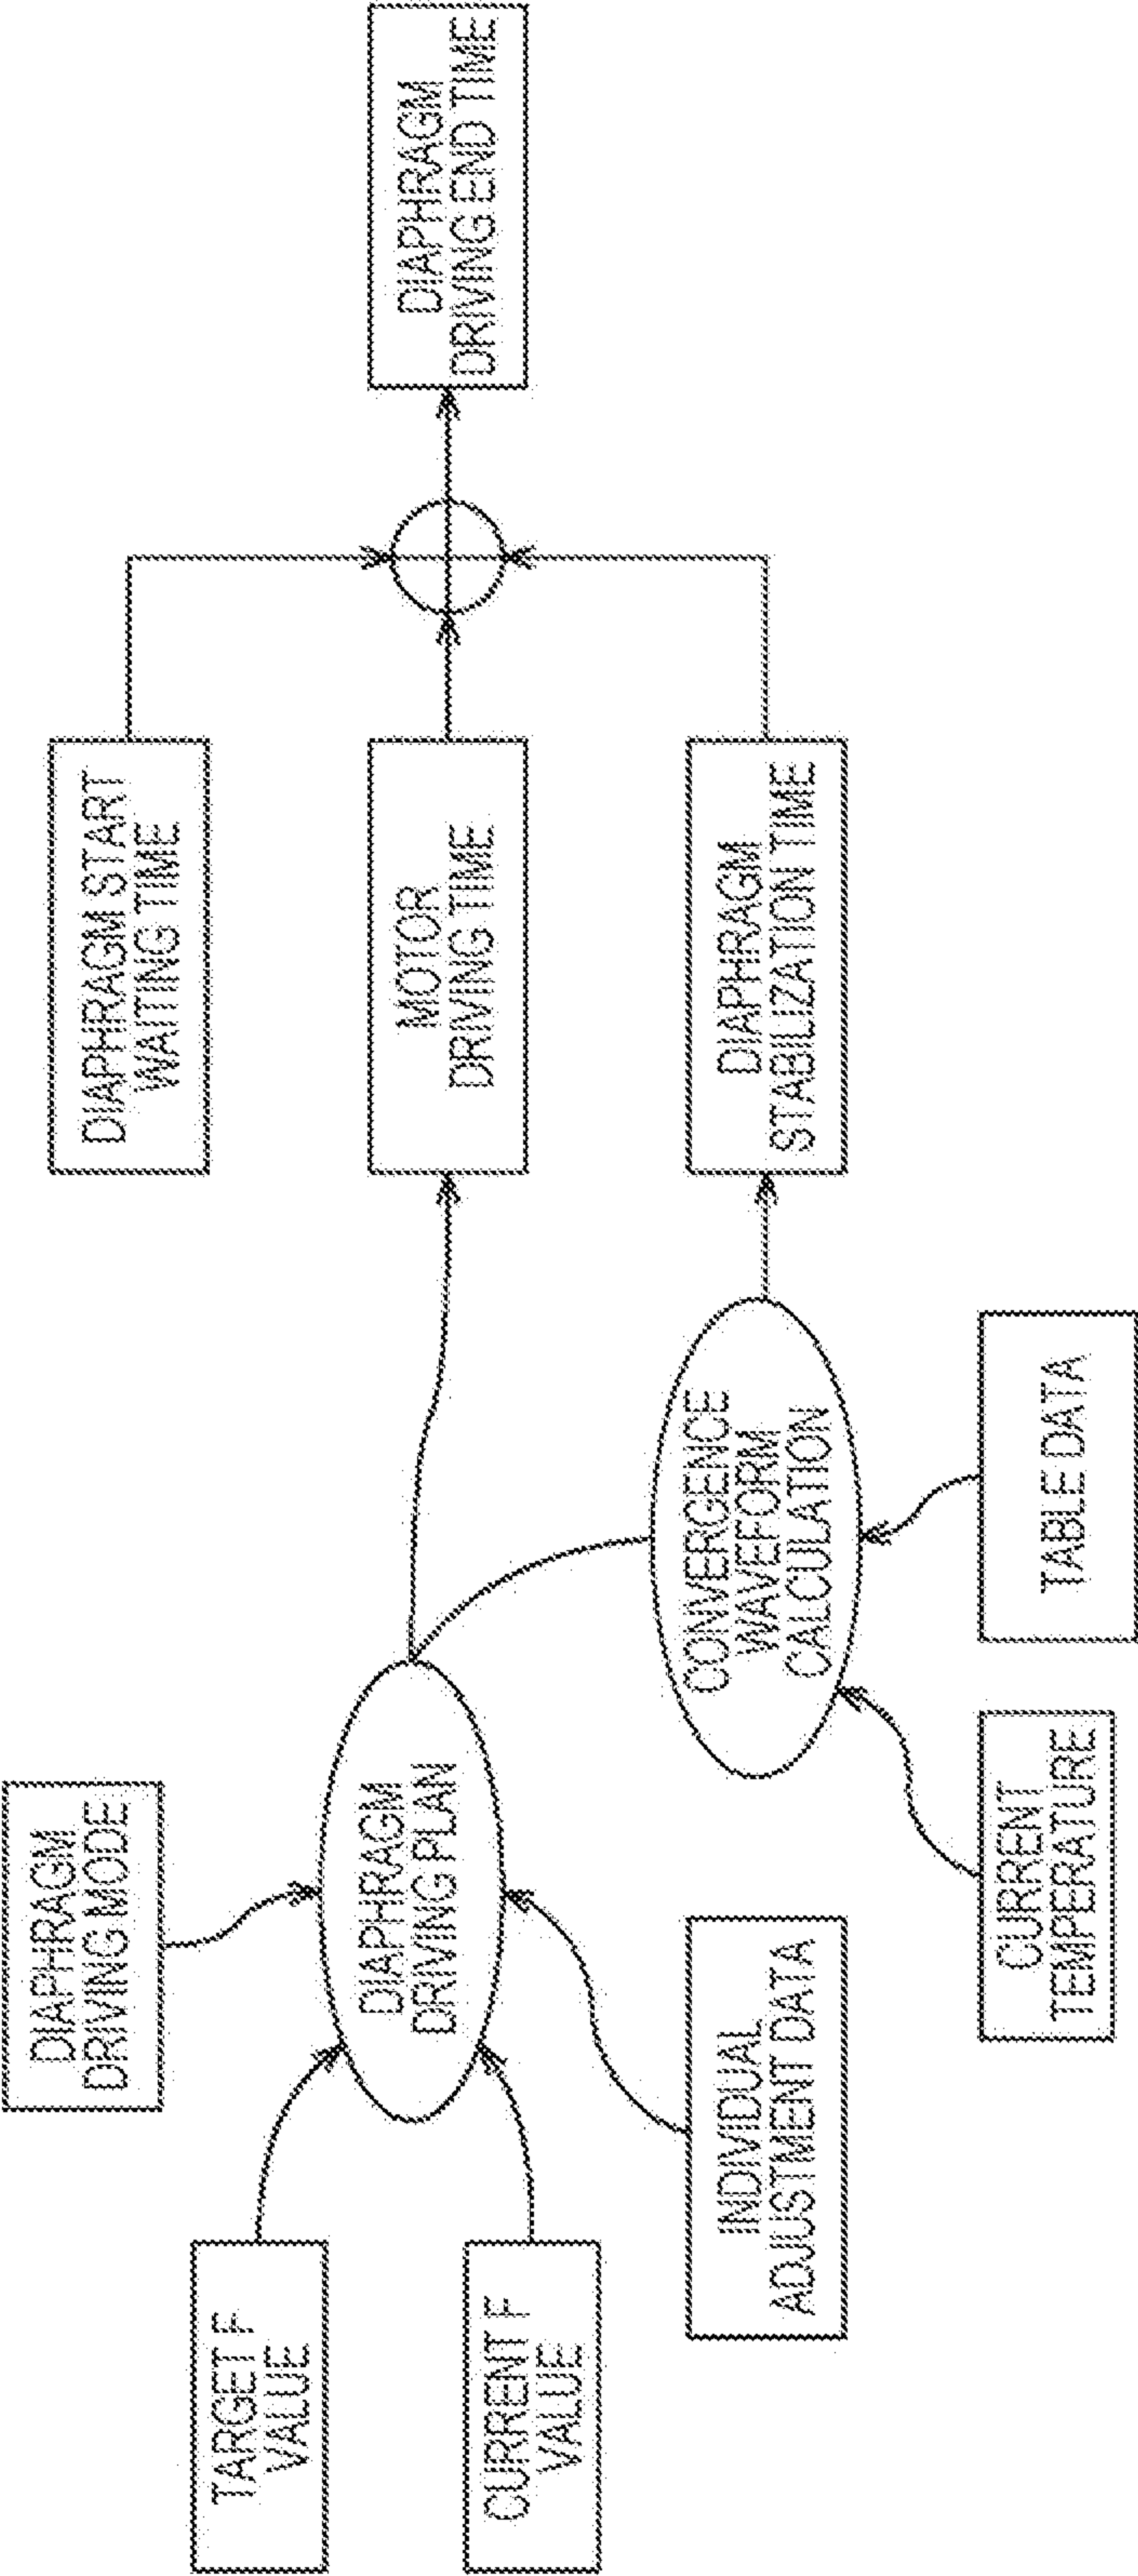 TARGET F
VALUE
CURRENT F
VALUE
DIAPHRAGM
DRIVING MODE
DIAPHRAGM
DRIVING PLAN
INDIVIDUAL
ADJUSTMENT DATA
CURRENT
TEMPERATURE
CONVERGENCE
WAVEFORM
CALCULATION
TABLE DATA
DIAPHRAGM START
WAITING TIME
MOTOR
DRIVING TIME
DIAPHRAGM
STABILIZATION TIME
DIAPHRAGM
DRIVING END TIME